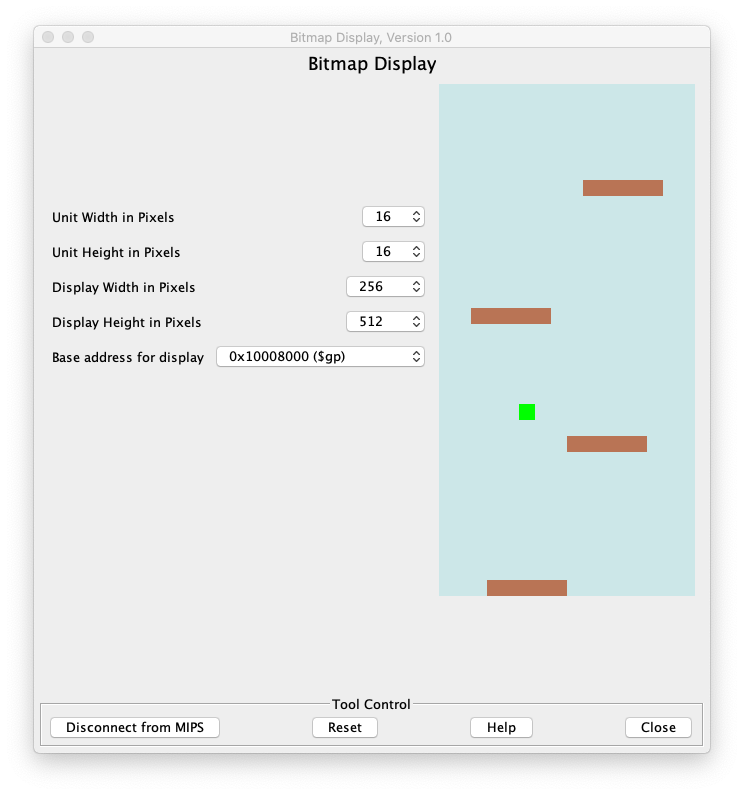 Bitmap Display, Version 1.0
Bitmap Display
Unit Width in Pixels 16
Unit Height in Pixels 16
Display Width in Pixels 256
Display Height in Pixels 512
Base address for display 0x10008000 ($gp)
Tool Control
Disconnect from MIPS Reset Help Close